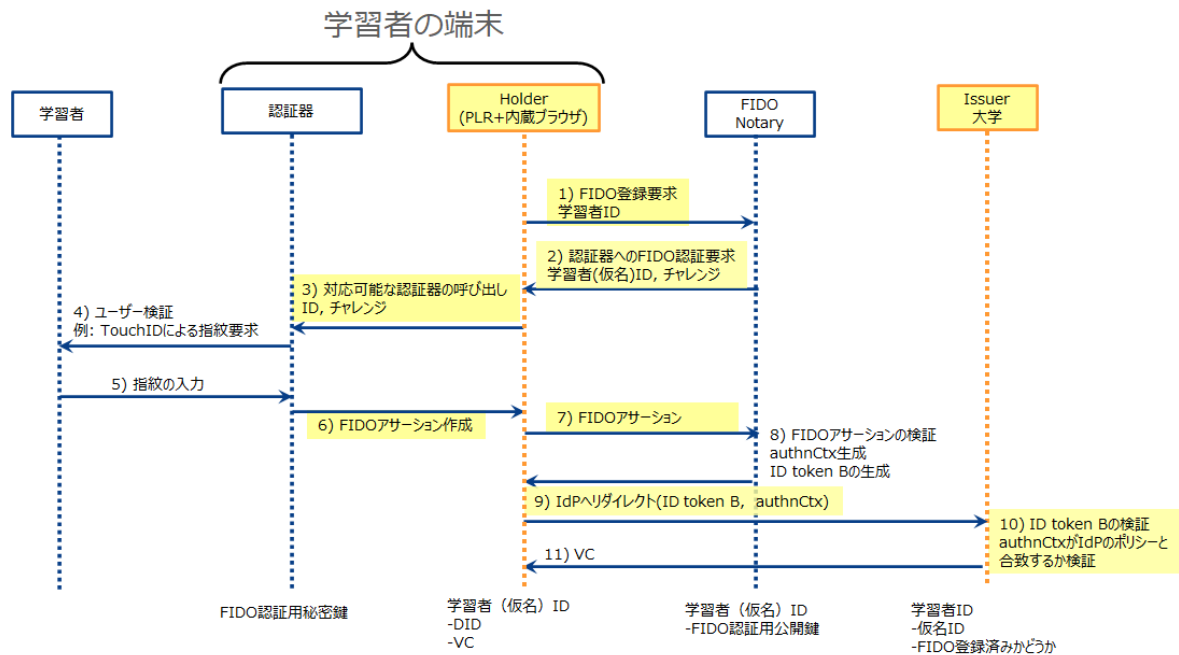 学習者の端末
学習者
認証器
Holder
(PLR+内蔵ブラウザ)
FIDO
Notary
Issuer
大学
1) FIDO登録要求
学習者ID
2) 認証器へのFIDO認証要求
学習者(仮名)ID, チャレンジ
3) 対応可能な認証器の呼び出し
ID, チャレンジ
4) ユーザー検証
例: TouchIDによる指紋要求
5) 指紋の入力
6) FIDOアサーション作成
7) FIDOアサーション
8) FIDOアサーションの検証
authnCtx生成
ID token Bの生成
9) IdPへリダイレクト(ID token B, authnCtx)
10) ID token Bの検証
authnCtxがIdPのポリシーと
合致するか検証
11) VC
FIDO認証用秘密鍵
学習者（仮名）ID
-DID
-VC
学習者（仮名）ID
-FIDO認証用公開鍵
学習者ID
-仮名ID
-FIDO登録済みかどうか